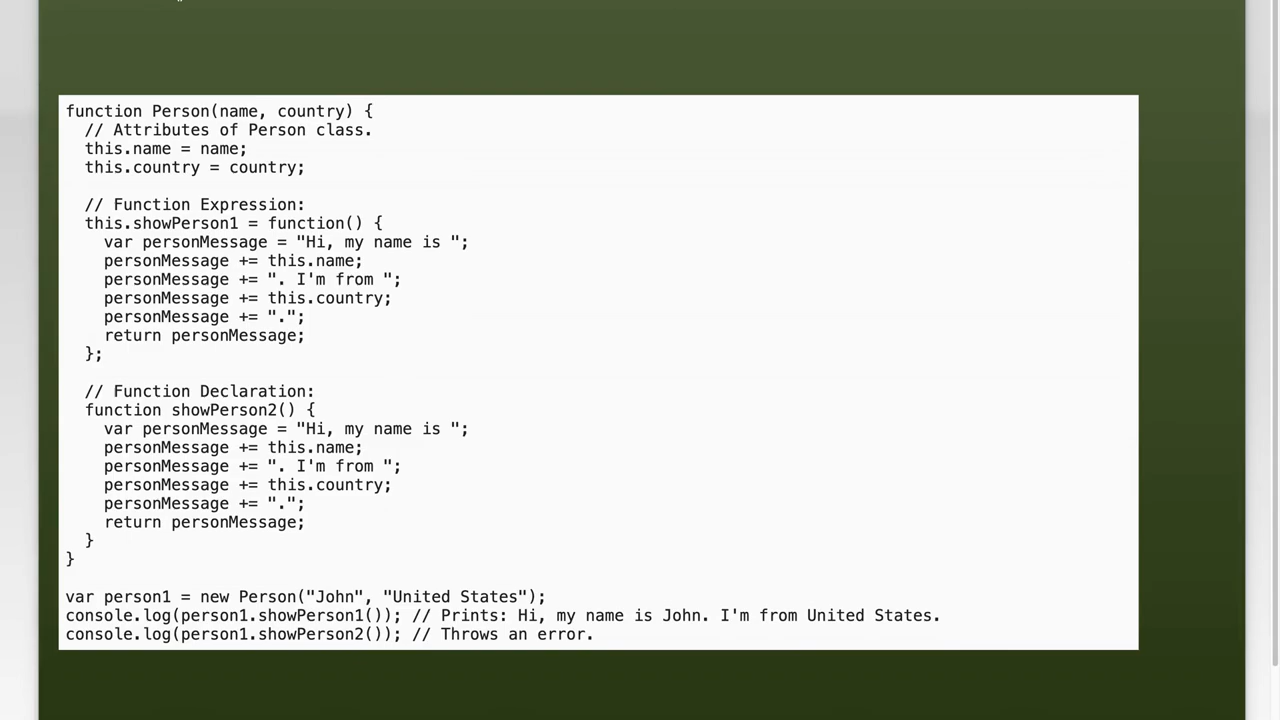 function Person(name, country) {
  // Attributes of Person class.
  this.name = name;
  this.country = country;

  // Function Expression:
  this.showPerson1 = function() {
    var personMessage = "Hi, my name is ";
    personMessage += this.name;
    personMessage += ". I'm from ";
    personMessage += this.country;
    personMessage += ".";
    return personMessage;
  };

  // Function Declaration:
  function showPerson2() {
    var personMessage = "Hi, my name is ";
    personMessage += this.name;
    personMessage += ". I'm from ";
    personMessage += this.country;
    personMessage += ".";
    return personMessage;
  }
}

var person1 = new Person("John", "United States");
console.log(person1.showPerson1()); // Prints: Hi, my name is John. I'm from United States.
console.log(person1.showPerson2()); // Throws an error.